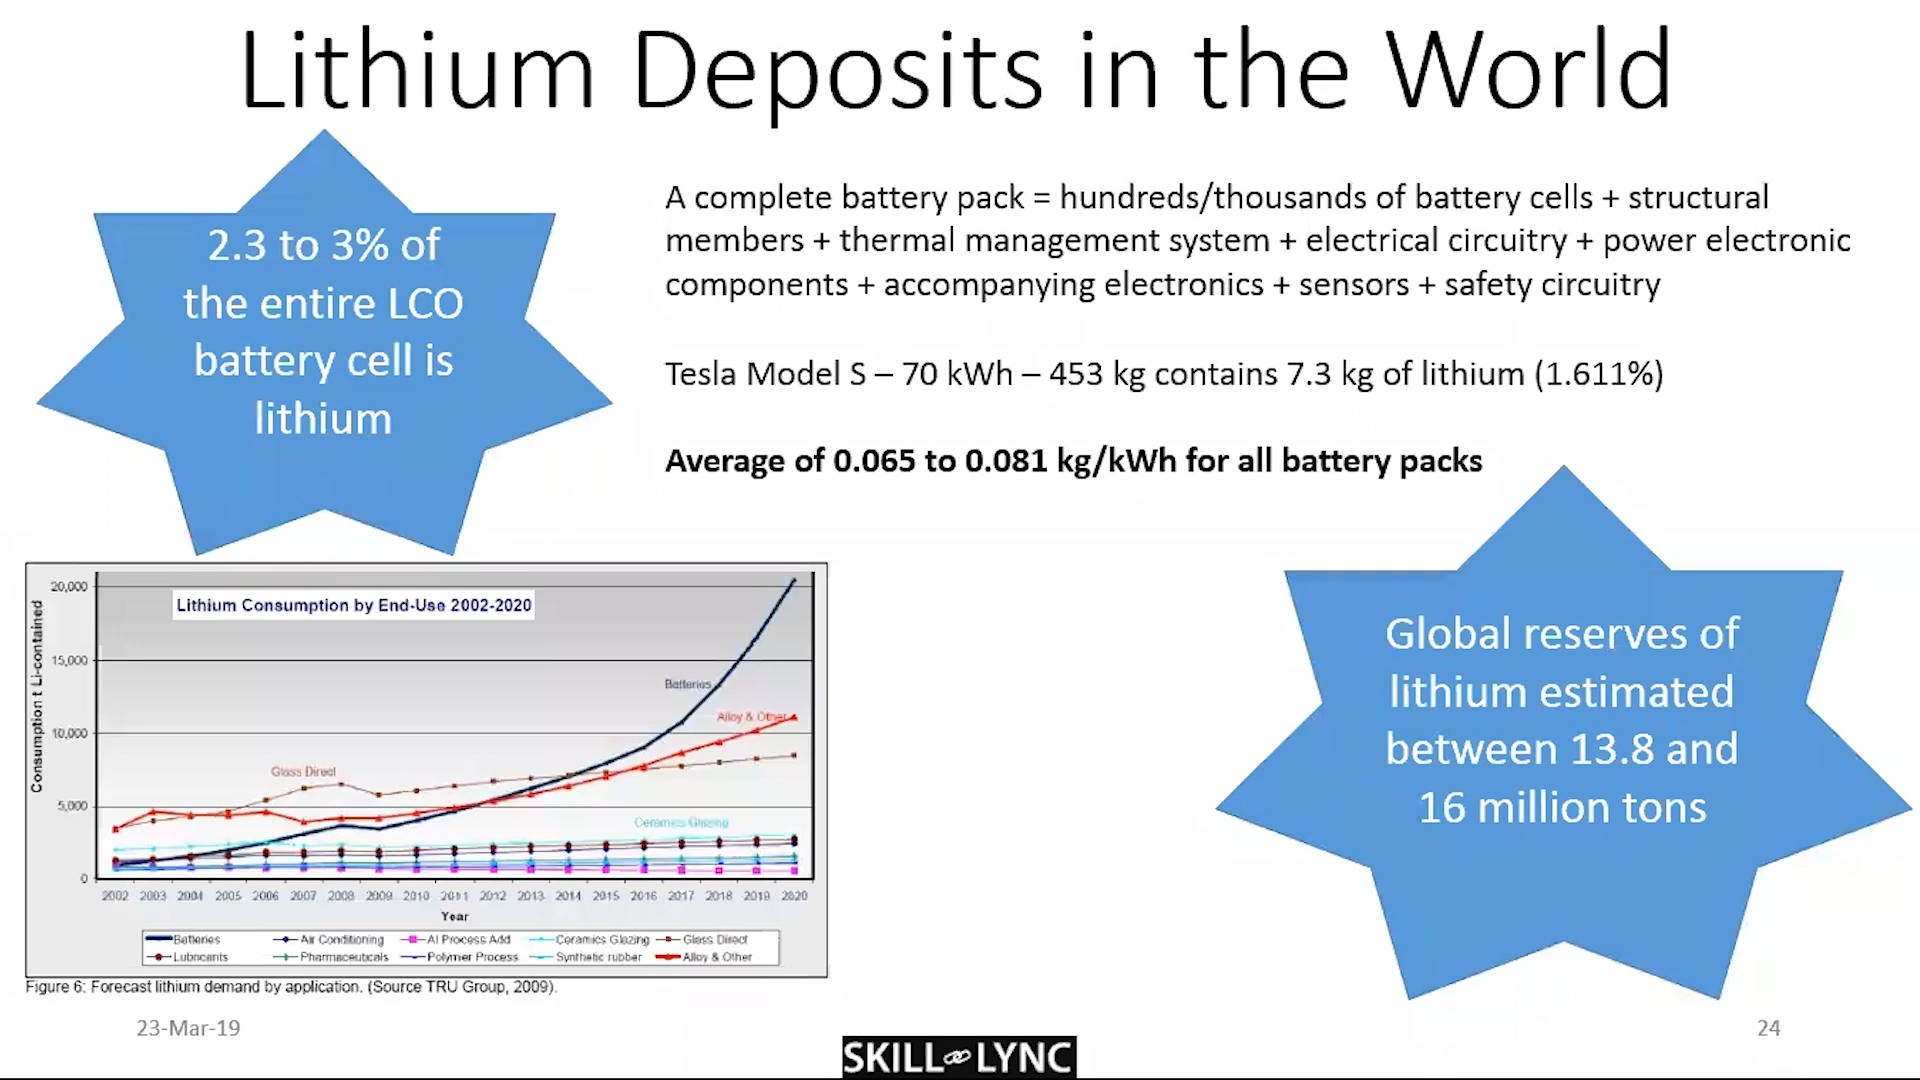 Lithium Deposits in the World
2.3 to 3% of
the entire LCO
battery cell is
lithium
A complete battery pack = hundreds/thousands of battery cells + structural
members + thermal management system + electrical circuitry + power electronic
components + accompanying electronics + sensors + safety circuitry
Tesla Model S – 70 kWh – 453 kg contains 7.3 kg of lithium (1.611%)
Average of 0.065 to 0.081 kg/kWh for all battery packs
Global reserves of
lithium estimated
between 13.8 and
16 million tons
Lithium Consumption by End-Use 2002-2020
Consumption t Li-contained
20,000
15,000
10,000
5,000
0
Batteries
Alloy & Other
Glass Direct
Ceramics Glazing
2002 2003 2004 2005 2006 2007 2008 2009 2010 2011 2012 2013 2014 2015 2016 2017 2018 2019 2020
Year
Batteries Air Conditioning Al Process Add Ceramics Glazing Glass Direct
Lubricants Pharmaceuticals Polymer Process Synthetic rubber Alloy & Other
Figure 6: Forecast lithium demand by application. (Source TRU Group, 2009).
23-Mar-19
SKILL LYNC
24